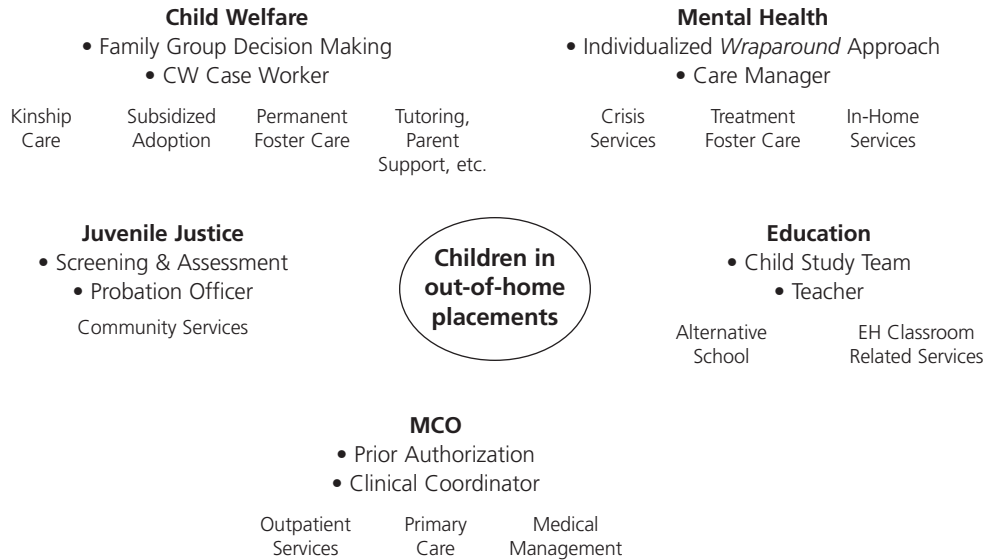 Child Welfare
• Family Group Decision Making
• CW Case Worker
Kinship
Care
Subsidized
Adoption
Permanent
Foster Care
Tutoring,
Parent
Support, etc.
Mental Health
• Individualized Wraparound Approach
• Care Manager
Crisis
Services
Treatment
Foster Care
In-Home
Services
Juvenile Justice
• Screening & Assessment
• Probation Officer
Community Services
Children in
out-of-home
placements
Education
• Child Study Team
• Teacher
Alternative
School
EH Classroom
Related Services
MCO
• Prior Authorization
• Clinical Coordinator
Outpatient
Services
Primary
Care
Medical
Management